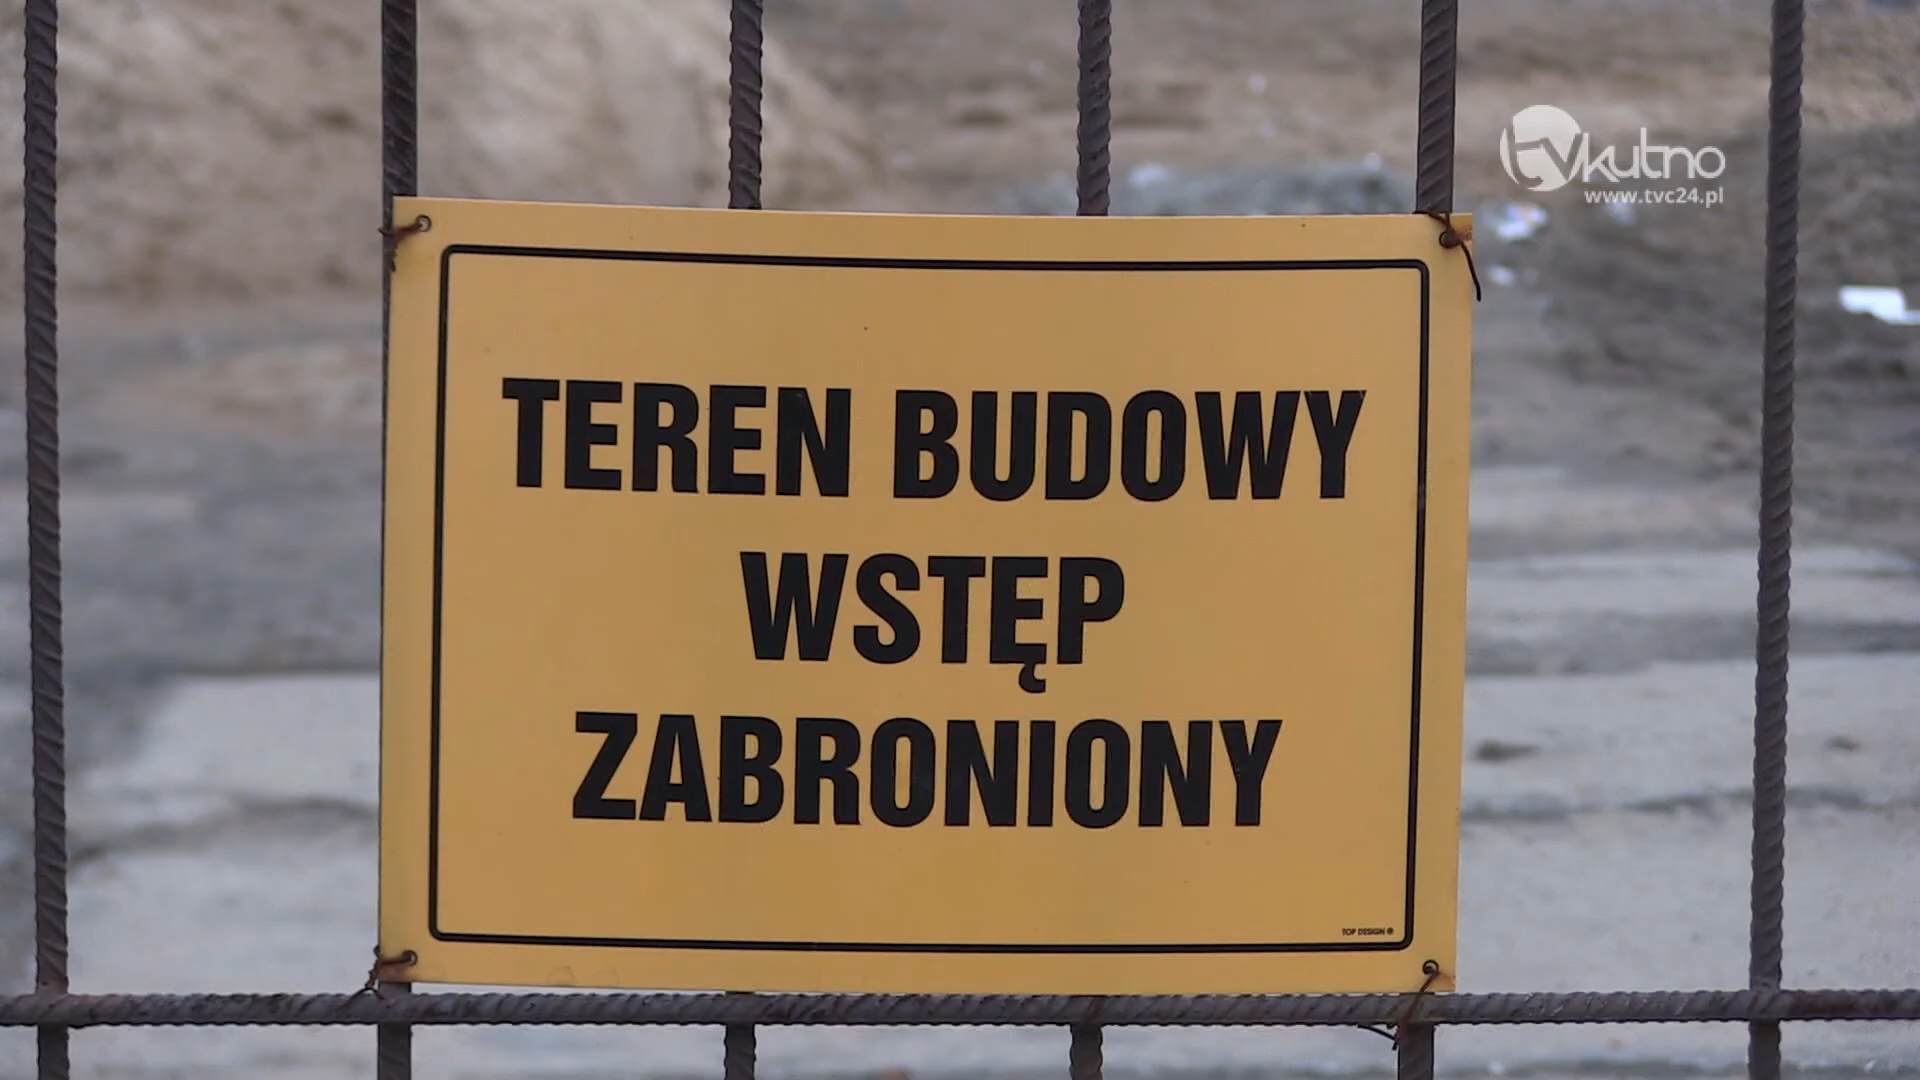 tvkutno
www.tvc24.pl
TEREN BUDOWY
WSTĘP
ZABRONIONY
TOP DESIGN ®